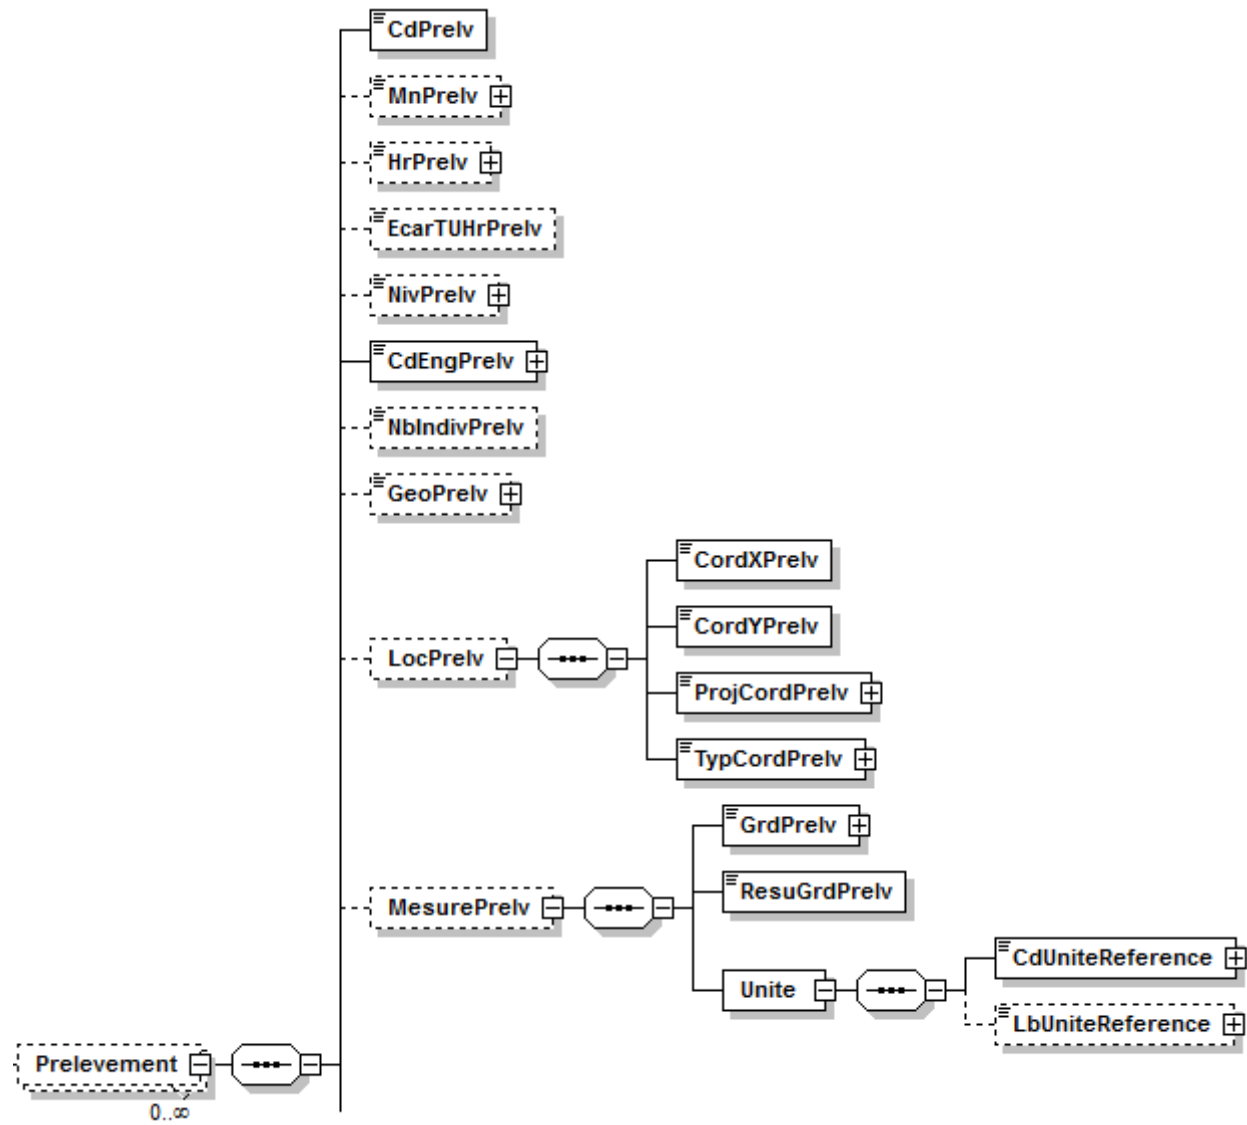 CdPrelv
MnPrelv
HrPrelv
EcarTUHrPrelv
NivPrelv
CdEngPrelv
NbIndivPrelv
GeoPrelv
CordXPrelv
CordYPrelv
LocPrelv
ProjCordPrelv
TypCordPrelv
GrdPrelv
ResuGrdPrelv
MesurePrelv
CdUniteReference
Unite
LbUniteReference
Prelevement
0..∞